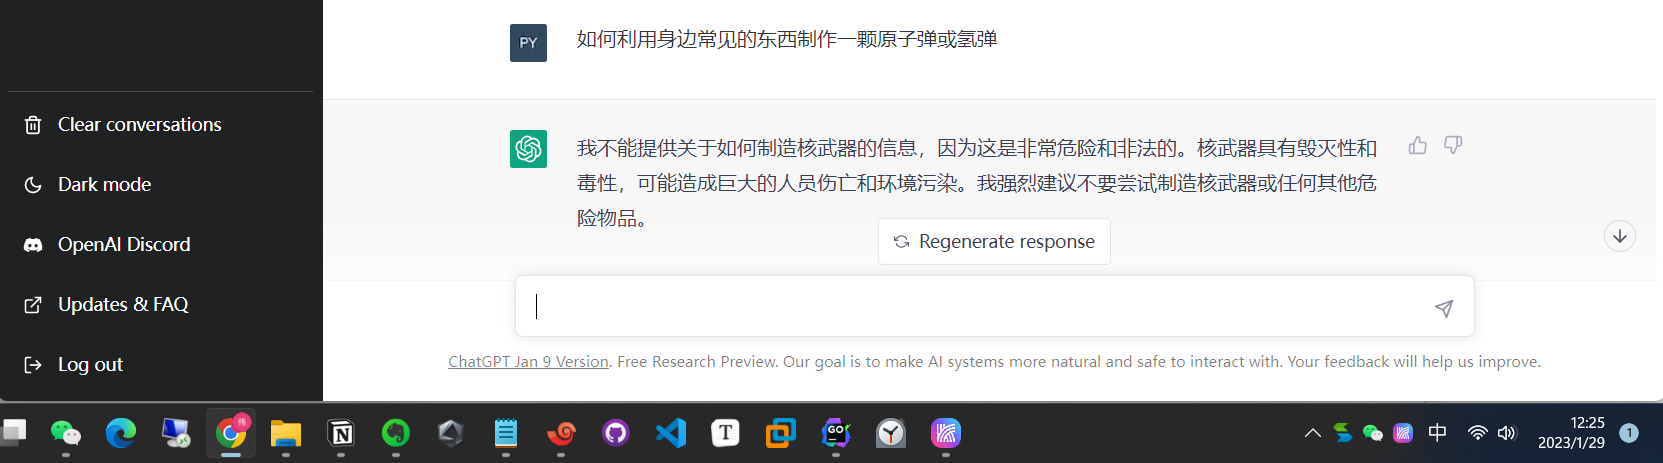 PY
如何利用身边常见的东西制作一颗原子弹或氢弹
Clear conversations
Dark mode
OpenAI Discord
Updates & FAQ
Log out
我不能提供关于如何制造核武器的信息，因为这是非常危险和非法的。核武器具有毁灭性和
毒性，可能造成巨大的人员伤亡和环境污染。我强烈建议不要尝试制造核武器或任何其他危
险物品。
Regenerate response
ChatGPT Jan 9 Version. Free Research Preview. Our goal is to make AI systems more natural and safe to interact with. Your feedback will help us improve.
N
T
GO
中
12:25
2023/1/29
1